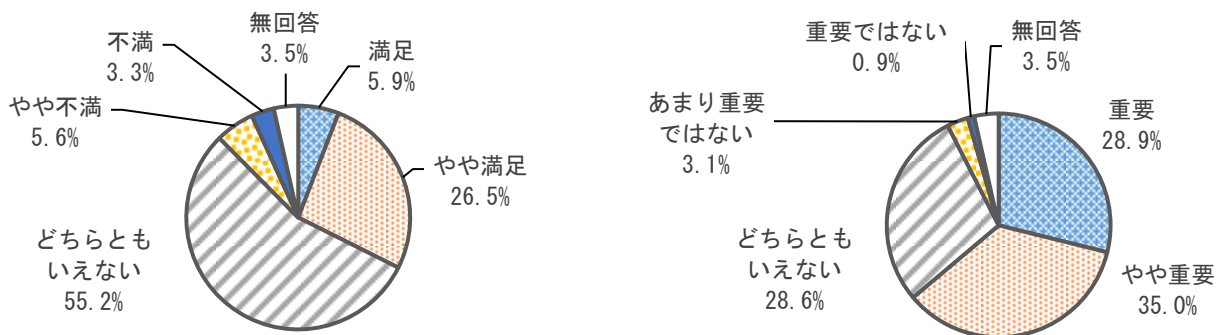 無回答
3.5%
満足
5.9%
やや満足
26.5%
どちらとも
いえない
55.2%
やや不満
5.6%
不満
3.3%
無回答
3.5%
重要
28.9%
やや重要
35.0%
どちらとも
いえない
28.6%
あまり重要
ではない
3.1%
重要ではない
0.9%